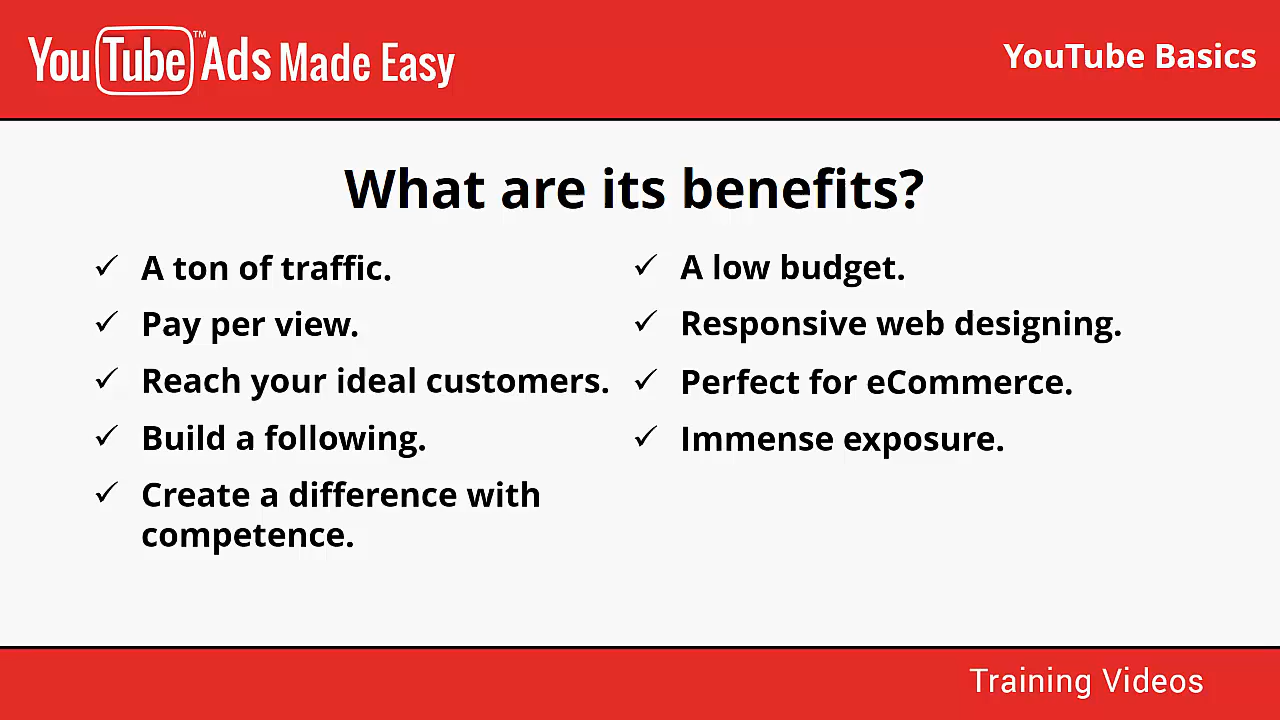 YouTube™ Ads Made Easy
YouTube Basics
What are its benefits?
✓ A ton of traffic.
✓ Pay per view.
✓ Reach your ideal customers.
✓ Build a following.
✓ Create a difference with
competence.
✓ A low budget.
✓ Responsive web designing.
✓ Perfect for eCommerce.
✓ Immense exposure.
Training Videos